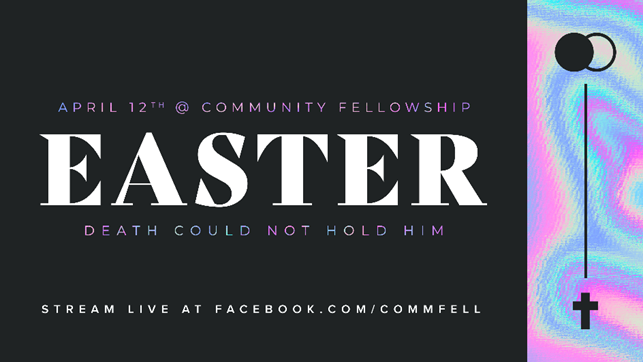 APRIL 12TH @ COMMUNITY FELLOWSHIP
EASTER
DEATH COULD NOT HOLD HIM
STREAM LIVE AT FACEBOOK.COM/COMMFELL